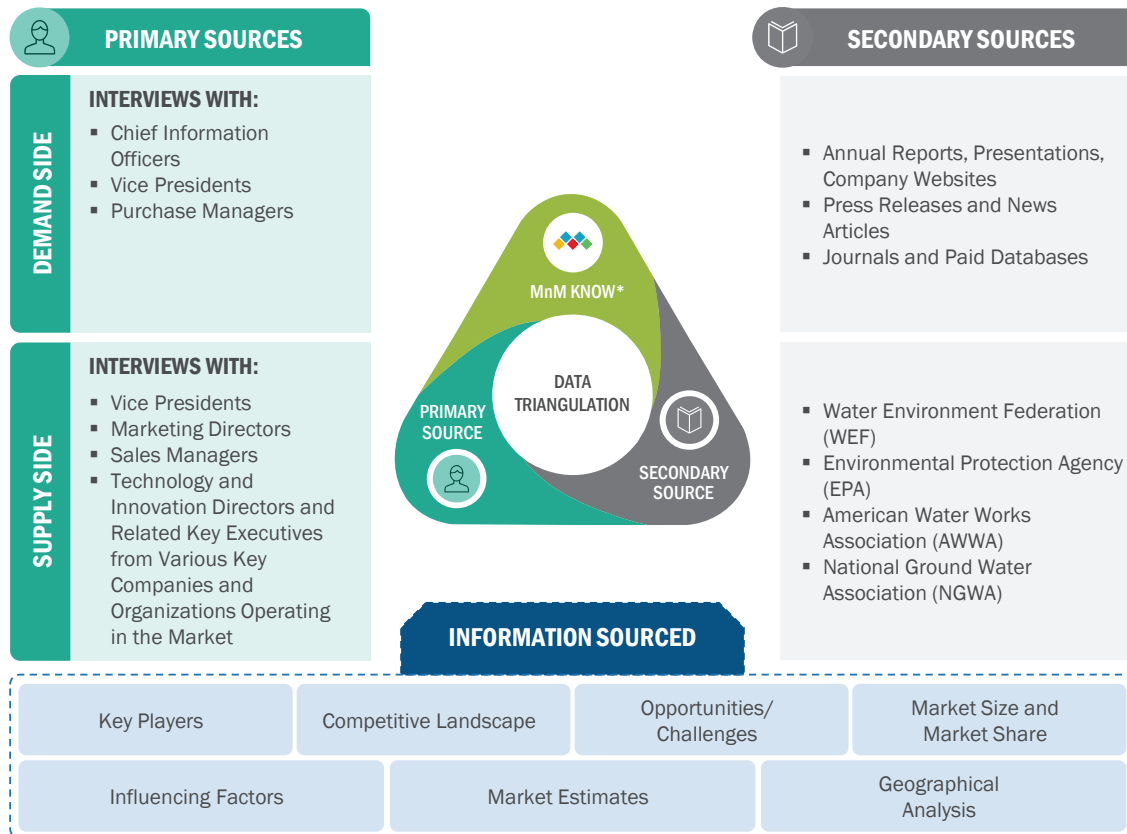 PRIMARY SOURCES
DEMAND SIDE
INTERVIEWS WITH:
▪ Chief Information
Officers
▪ Vice Presidents
▪ Purchase Managers
SUPPLY SIDE
INTERVIEWS WITH:
▪ Vice Presidents
▪ Marketing Directors
▪ Sales Managers
▪ Technology and
Innovation Directors and
Related Key Executives
from Various Key
Companies and
Organizations Operating
in the Market
MnM KNOW*
DATA
TRIANGULATION
PRIMARY
SOURCE
SECONDARY
SOURCE
SECONDARY SOURCES
▪ Annual Reports, Presentations,
Company Websites
▪ Press Releases and News
Articles
▪ Journals and Paid Databases
▪ Water Environment Federation
(WEF)
▪ Environmental Protection Agency
(EPA)
▪ American Water Works
Association (AWWA)
▪ National Ground Water
Association (NGWA)
INFORMATION SOURCED
Key Players
Competitive Landscape
Opportunities/
Challenges
Market Size and
Market Share
Influencing Factors
Market Estimates
Geographical
Analysis